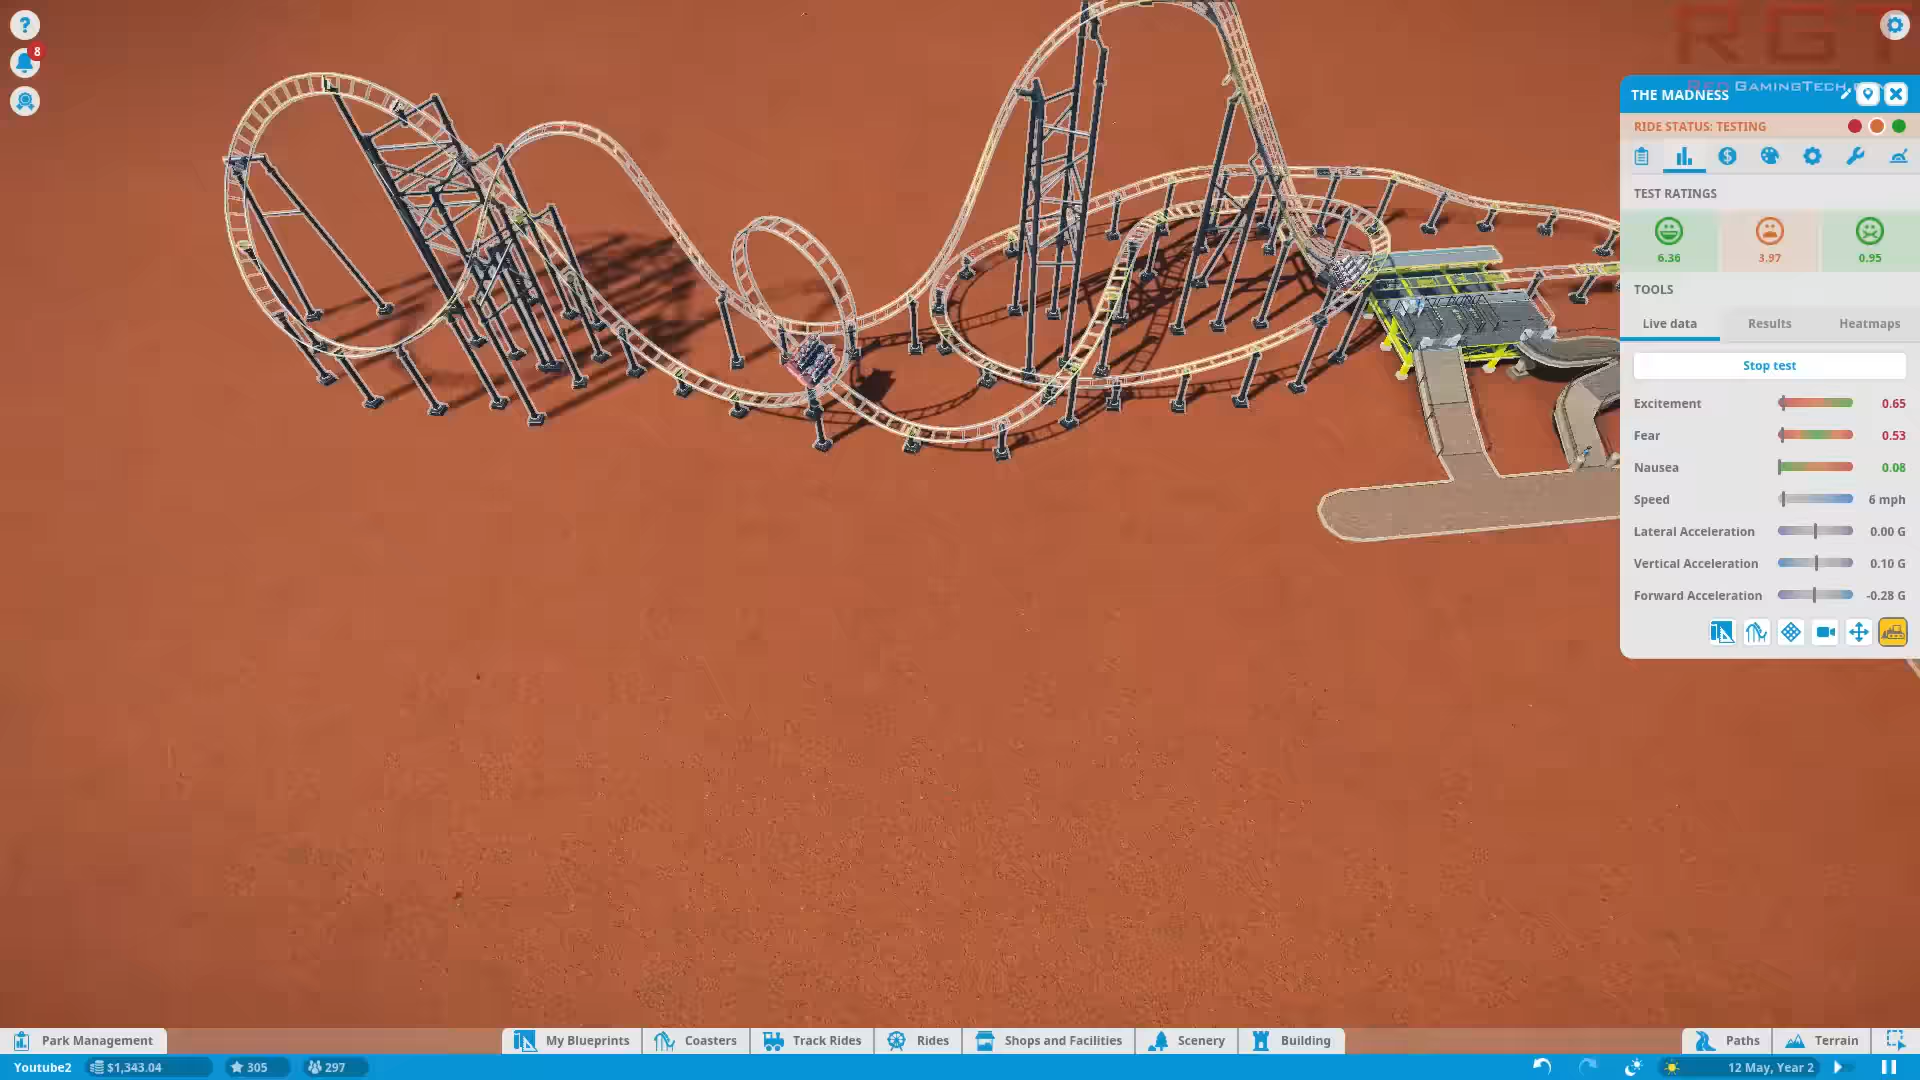 ?
8
RGT
GAMINGTECH
THE MADNESS
RIDE STATUS: TESTING
TEST RATINGS
6.36 3.97 0.95
TOOLS
Live data Results Heatmaps
Stop test
Excitement 0.65
Fear 0.53
Nausea 0.08
Speed 6 mph
Lateral Acceleration 0.00 G
Vertical Acceleration 0.10 G
Forward Acceleration -0.28 G
Park Management My Blueprints Coasters Track Rides Rides Shops and Facilities Scenery Building Paths Terrain
Youtube2 $1,343.04 305 297 12 May, Year 2